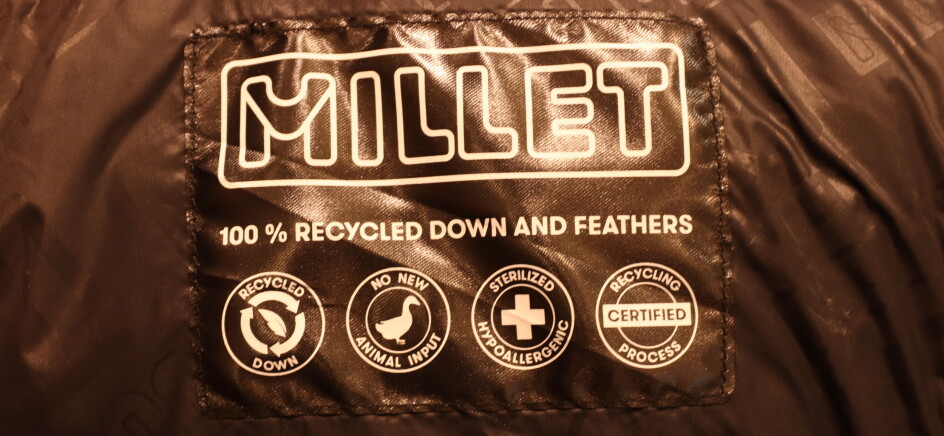 MILLET
100 % RECYCLED DOWN AND FEATHERS
RECYCLED
DOWN
NO NEW
ANIMAL INPUT
STERILIZED
HYPOALLERGENIC
RECYCLING
CERTIFIED
PROCESS